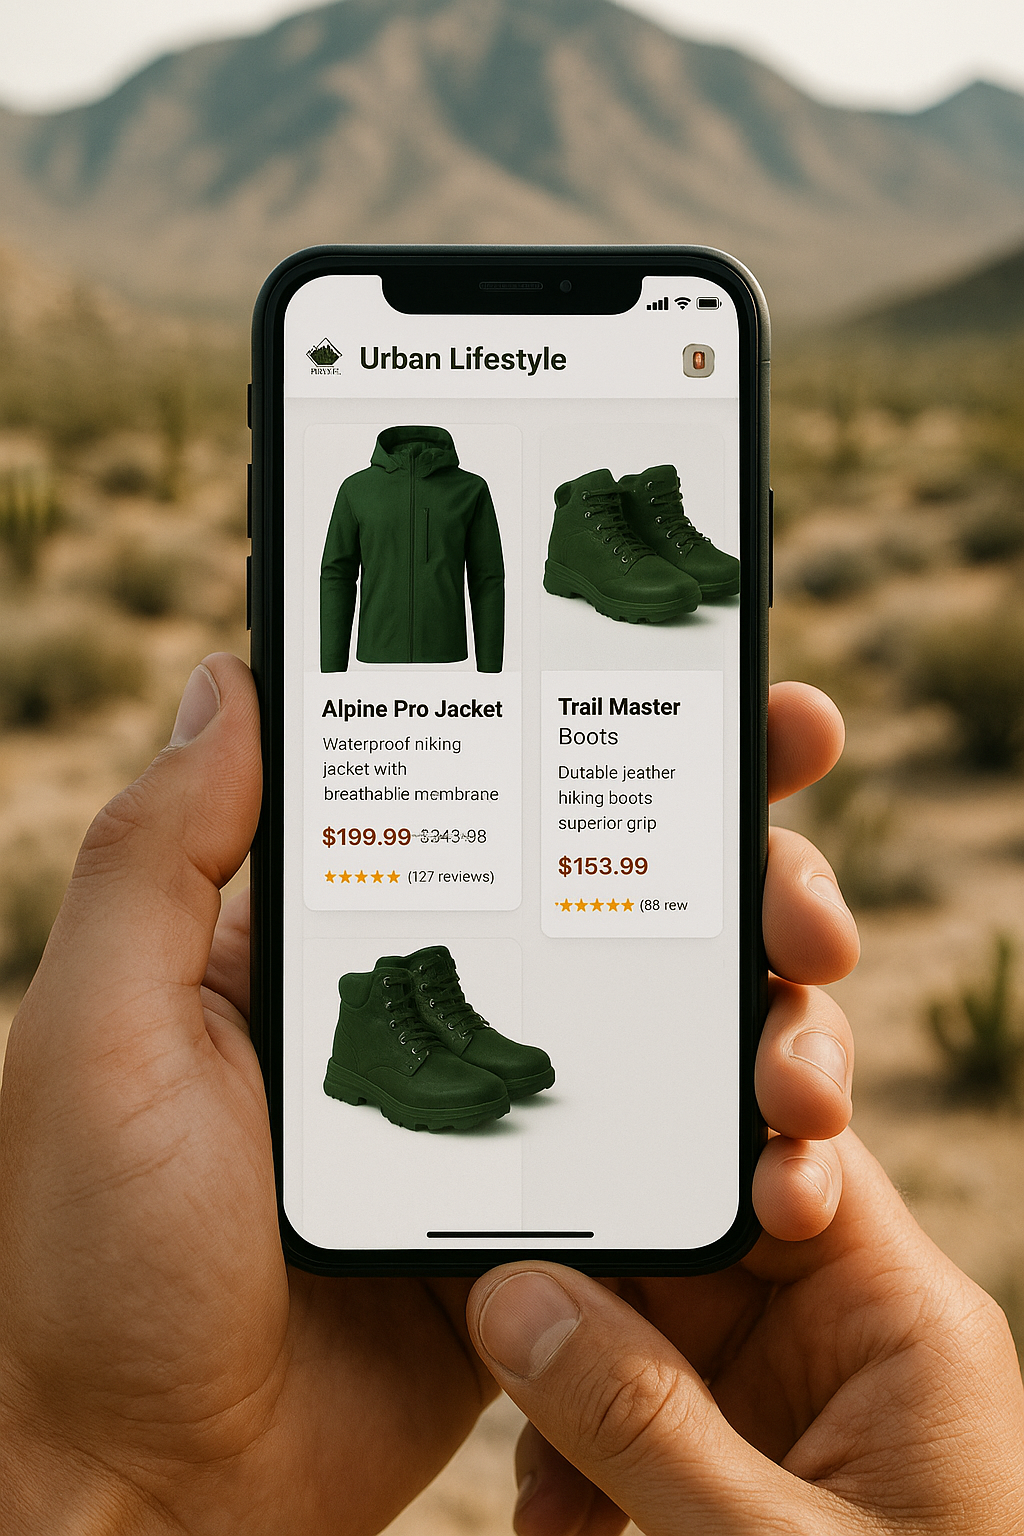 Urban Lifestyle
Alpine Pro Jacket
Waterproof niking
jacket with
breathablie membrane
$199.99 $343.98
★★★★★ (127 reviews)
Trail Master
Boots
Dutable jeather
hiking boots
superior grip
$153.99
★★★★★ (88 rew